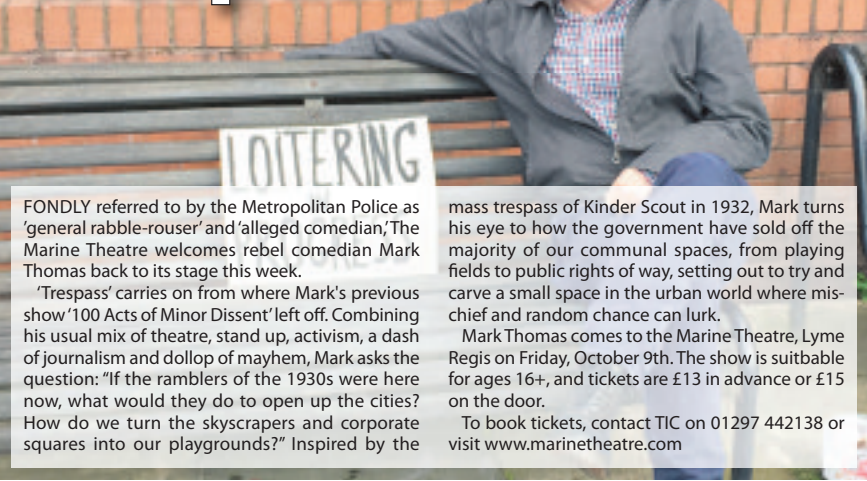 LOITERING
FONDLY referred to by the Metropolitan Police as
'general rabble-rouser' and 'alleged comedian,' The
Marine Theatre welcomes rebel comedian Mark
Thomas back to its stage this week.
'Trespass' carries on from where Mark's previous
show '100 Acts of Minor Dissent' left off. Combining
his usual mix of theatre, stand up, activism, a dash
of journalism and dollop of mayhem, Mark asks the
question: “If the ramblers of the 1930s were here
now, what would they do to open up the cities?
How do we turn the skyscrapers and corporate
squares into our playgrounds?” Inspired by the
mass trespass of Kinder Scout in 1932, Mark turns
his eye to how the government have sold off the
majority of our communal spaces, from playing
fields to public rights of way, setting out to try and
carve a small space in the urban world where mis-
chief and random chance can lurk.
Mark Thomas comes to the Marine Theatre, Lyme
Regis on Friday, October 9th. The show is suitbable
for ages 16+, and tickets are £13 in advance or £15
on the door.
To book tickets, contact TIC on 01297 442138 or
visit www.marinetheatre.com